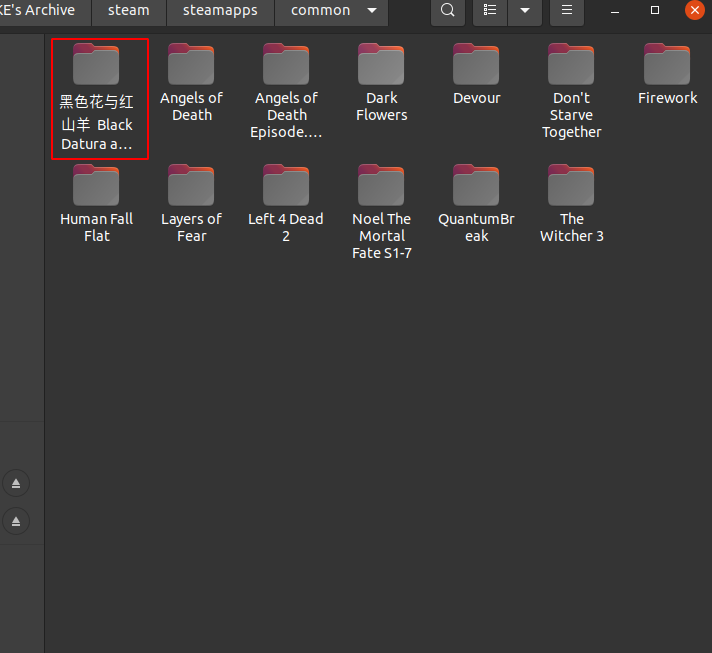 KE's Archive
steam
steamapps
common
黑色花与红
山羊 Black
Datura a...
Angels of
Death
Angels of
Death
Episode....
Dark
Flowers
Devour
Don't
Starve
Together
Firework
Human Fall
Flat
Layers of
Fear
Left 4 Dead
2
Noel The
Mortal
Fate S1-7
QuantumBr
eak
The
Witcher 3